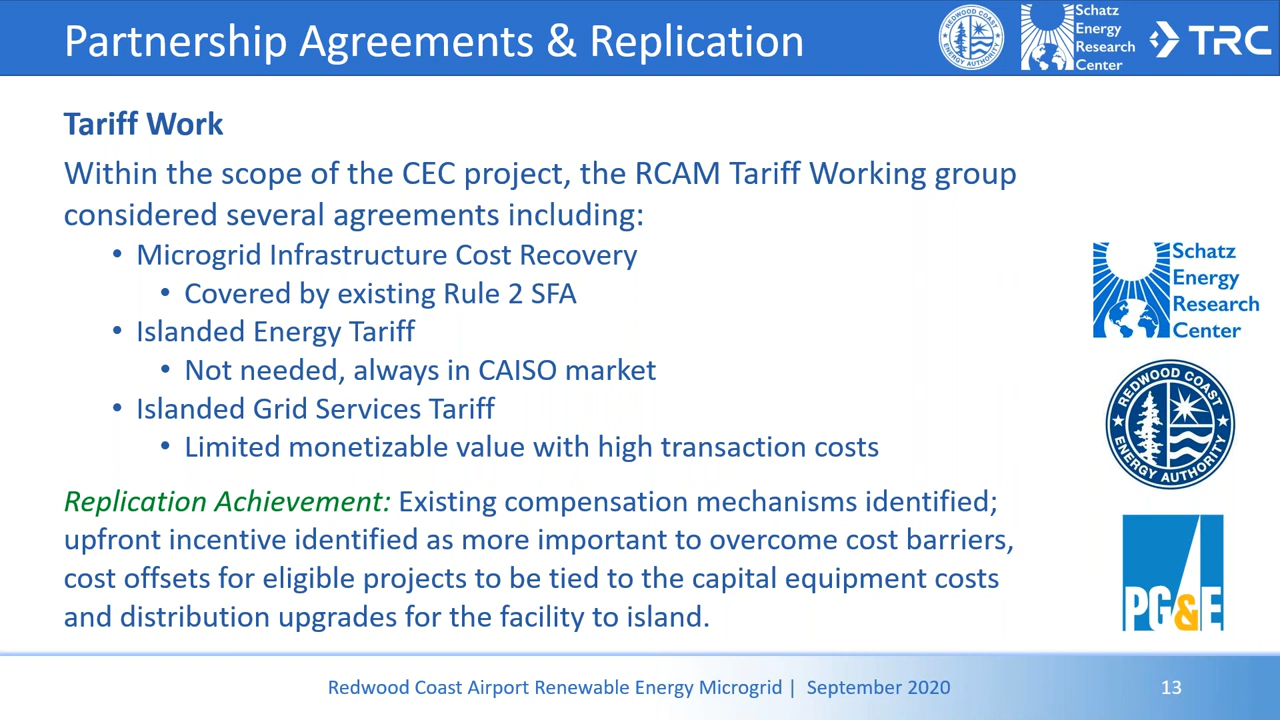 Partnership Agreements & Replication
REDWOOD COAST
ENERGY AUTHORITY
Schatz
Energy
Research
Center
TRC
Tariff Work
Within the scope of the CEC project, the RCAM Tariff Working group
considered several agreements including:
• Microgrid Infrastructure Cost Recovery
• Covered by existing Rule 2 SFA
• Islanded Energy Tariff
• Not needed, always in CAISO market
• Islanded Grid Services Tariff
• Limited monetizable value with high transaction costs
Replication Achievement: Existing compensation mechanisms identified;
upfront incentive identified as more important to overcome cost barriers,
cost offsets for eligible projects to be tied to the capital equipment costs
and distribution upgrades for the facility to island.
Schatz
Energy
Research
Center
REDWOOD COAST
ENERGY AUTHORITY
PG&E
Redwood Coast Airport Renewable Energy Microgrid | September 2020
13